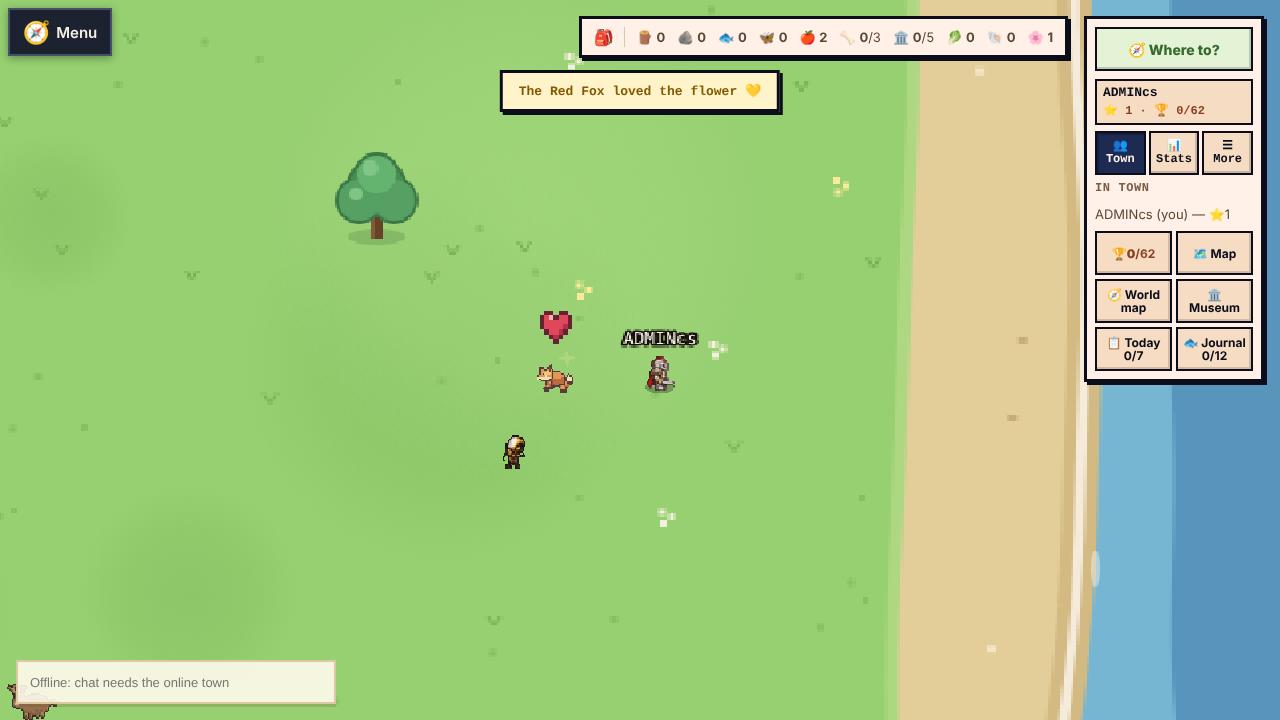 Menu
0 0 0 0 2 0/3 0/5 0 0 1
The Red Fox loved the flower
Where to?
ADMINcs
1 · 0/62
Town Stats More
IN TOWN
ADMINcs (you) — 1
0/62 Map
World map
Museum
Today 0/7
Journal 0/12
ADMINcs
Offline: chat needs the online town